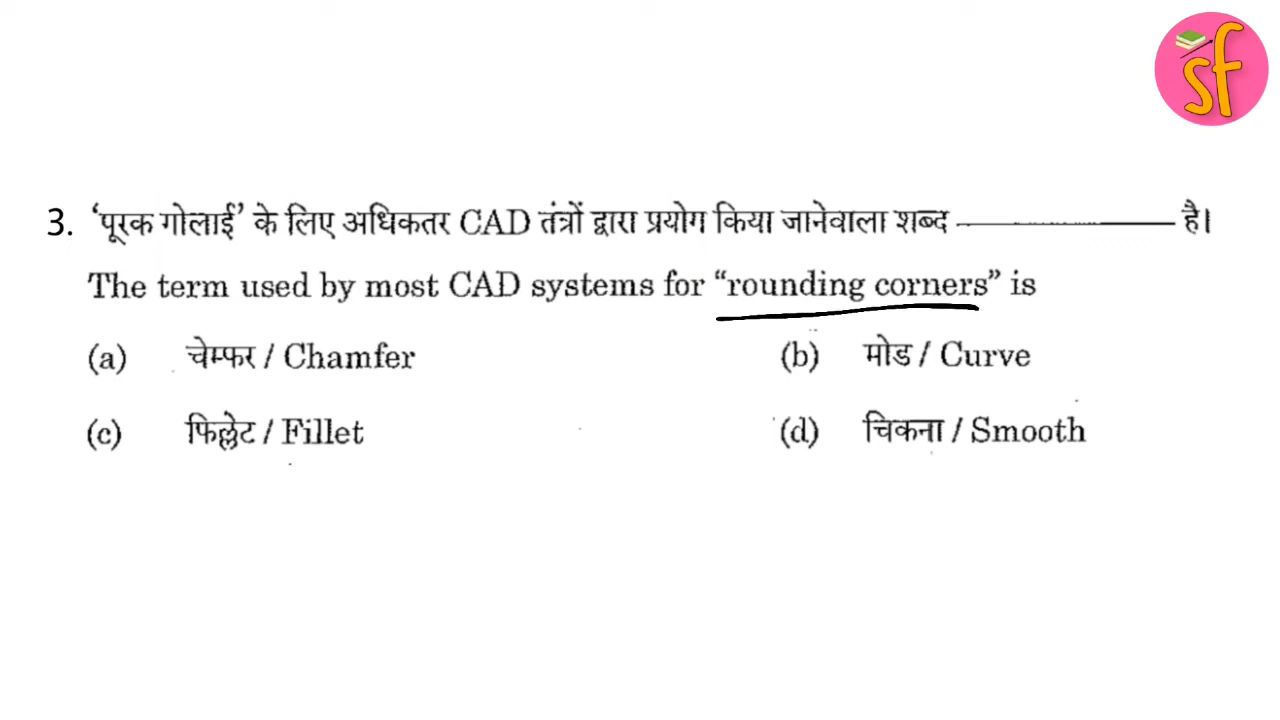 sf
3. ‘पूरक गोलाई’ के लिए अधिकतर CAD तंत्रों द्वारा प्रयोग किया जानेवाला शब्द ———————— है।
The term used by most CAD systems for “rounding corners” is
(a) चेम्फर / Chamfer (b) मोड / Curve
(c) फिल्लेट / Fillet (d) चिकना / Smooth